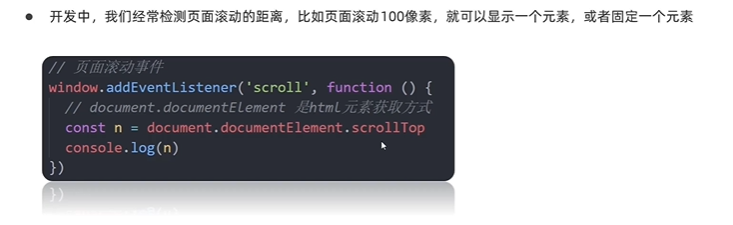 ● 开发中，我们经常检测页面滚动的距离，比如页面滚动100像素，就可以显示一个元素，或者固定一个元素
// 页面滚动事件
window.addEventListener('scroll', function () {
// document.documentElement 是html元素获取方式
const n = document.documentElement.scrollTop
console.log(n)
})